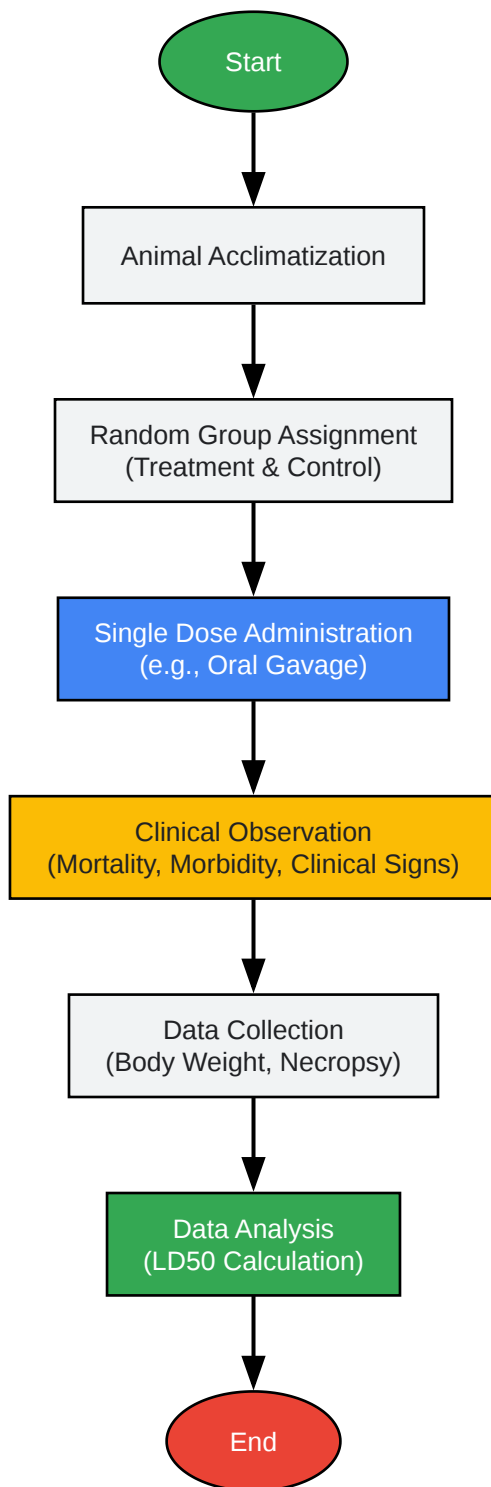 Start
Animal Acclimatization
Random Group Assignment
(Treatment & Control)
Single Dose Administration
(e.g., Oral Gavage)
Clinical Observation
(Mortality, Morbidity, Clinical Signs)
Data Collection
(Body Weight, Necropsy)
Data Analysis
(LD50 Calculation)
End